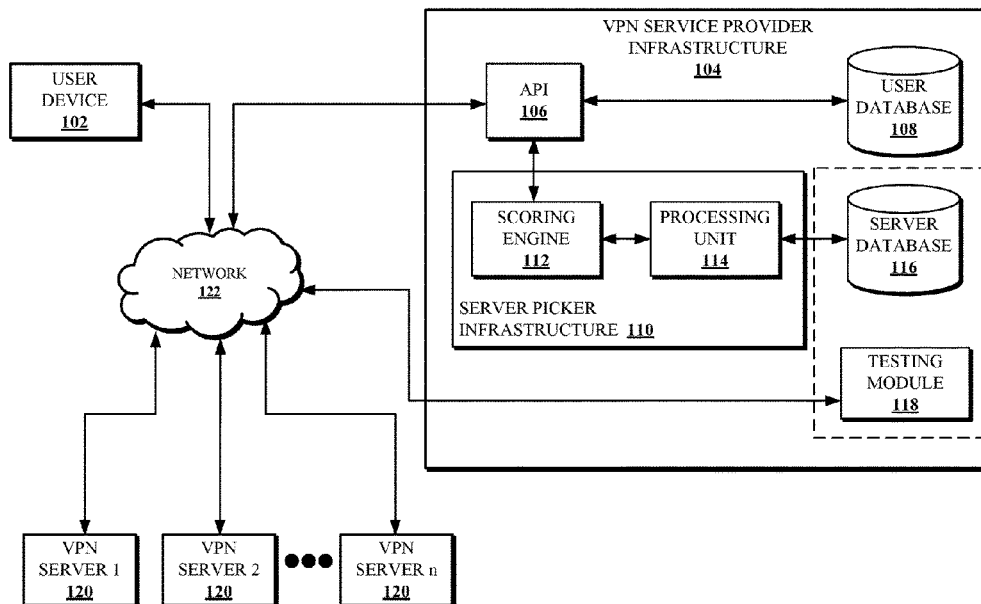 VPN SERVICE PROVIDER
INFRASTRUCTURE
104
USER
DEVICE
102
API
106
USER
DATABASE
108
SCORING
ENGINE
112
PROCESSING
UNIT
114
SERVER
DATABASE
116
SERVER PICKER
INFRASTRUCTURE 110
NETWORK
122
TESTING
MODULE
118
VPN
SERVER 1
120
VPN
SERVER 2
120
VPN
SERVER n
120